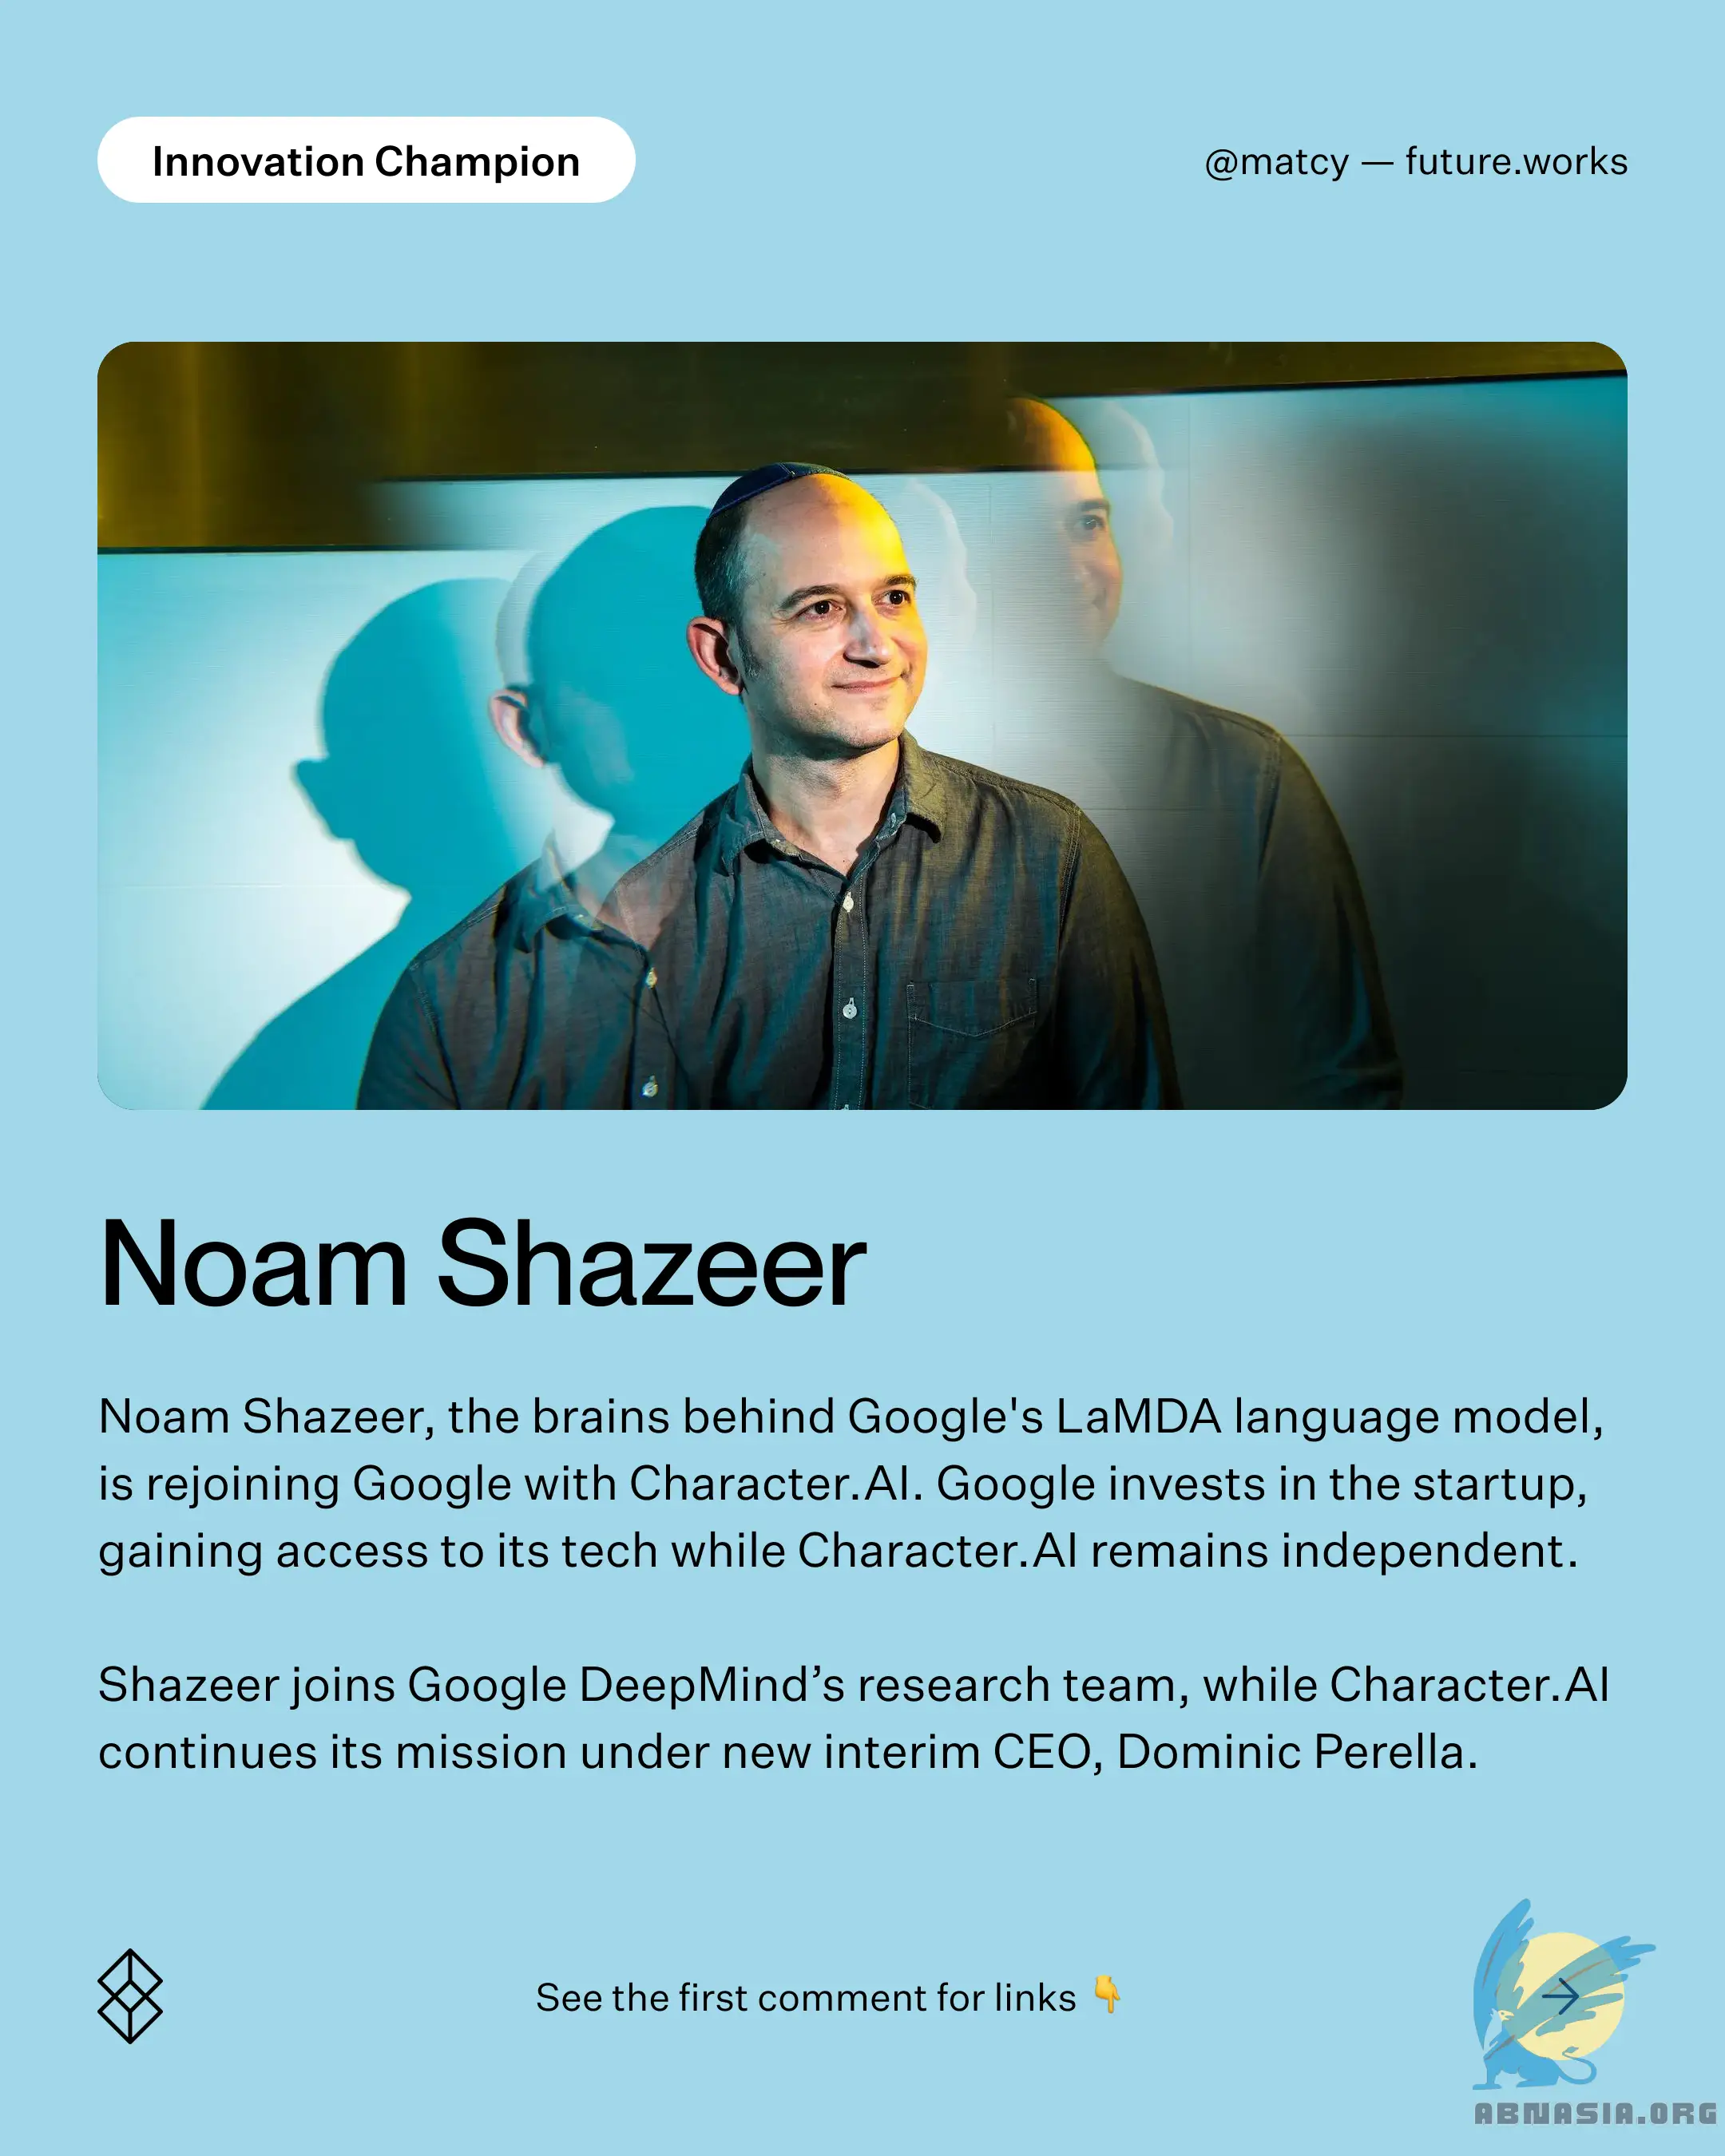 Innovation Champion
@matcy — future.works
Noam Shazeer
Noam Shazeer, the brains behind Google's LaMDA language model,
is rejoining Google with Character.AI. Google invests in the startup,
gaining access to its tech while Character.AI remains independent.
Shazeer joins Google DeepMind’s research team, while Character.AI
continues its mission under new interim CEO, Dominic Perella.
See the first comment for links 👇
ABNASIA.ORG